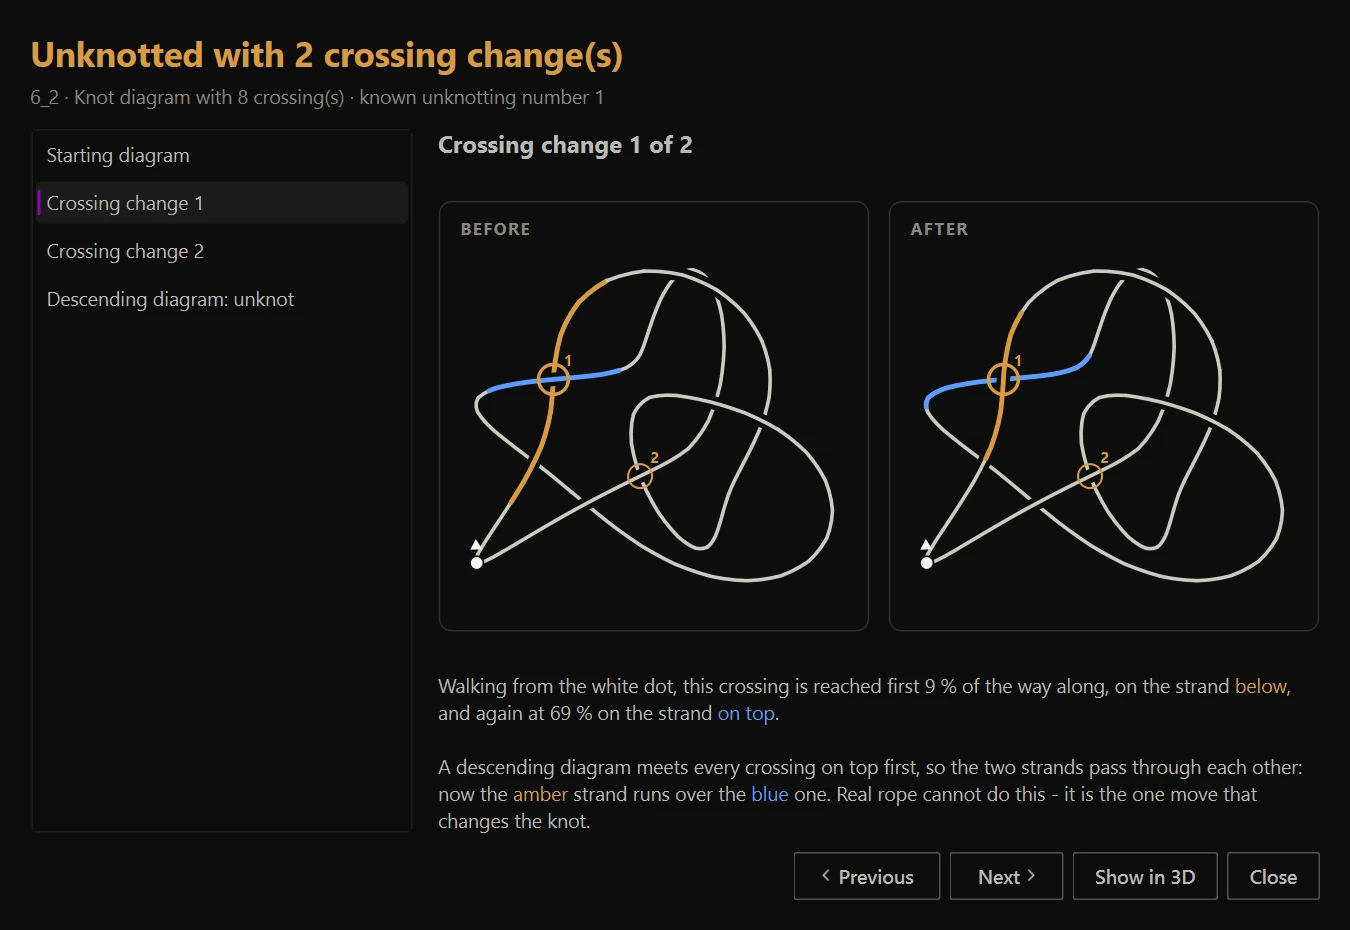 Unknotted with 2 crossing change(s)
6_2 · Knot diagram with 8 crossing(s) · known unknotting number 1
Starting diagram
Crossing change 1
Crossing change 2
Descending diagram: unknot
Crossing change 1 of 2
BEFORE
1
2
AFTER
1
2
Walking from the white dot, this crossing is reached first 9 % of the way along, on the strand below,
and again at 69 % on the strand on top.
A descending diagram meets every crossing on top first, so the two strands pass through each other:
now the amber strand runs over the blue one. Real rope cannot do this - it is the one move that
changes the knot.
Previous
Next
Show in 3D
Close